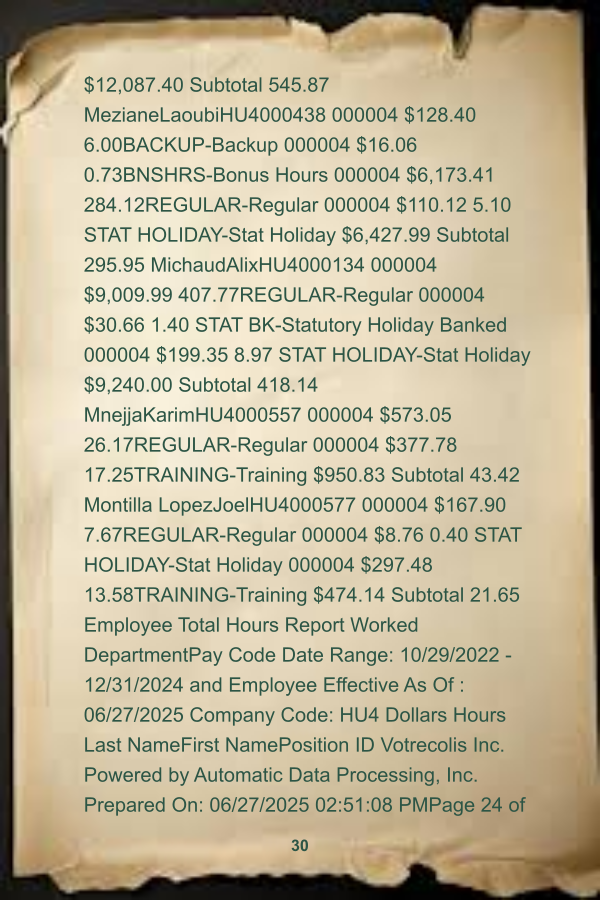 $12,087.40 Subtotal 545.87
MezianeLaoubiHU4000438 000004 $128.40
6.00BACKUP-Backup 000004 $16.06
0.73BNSHRS-Bonus Hours 000004 $6,173.41
284.12REGULAR-Regular 000004 $110.12 5.10
STAT HOLIDAY-Stat Holiday $6,427.99 Subtotal
295.95 MichaudAlixHU4000134 000004
$9,009.99 407.77REGULAR-Regular 000004
$30.66 1.40 STAT BK-Statutory Holiday Banked
000004 $199.35 8.97 STAT HOLIDAY-Stat Holiday
$9,240.00 Subtotal 418.14
MnejjaKarimHU4000557 000004 $573.05
26.17REGULAR-Regular 000004 $377.78
17.25TRAINING-Training $950.83 Subtotal 43.42
Montilla LopezJoelHU4000577 000004 $167.90
7.67REGULAR-Regular 000004 $8.76 0.40 STAT
HOLIDAY-Stat Holiday 000004 $297.48
13.58TRAINING-Training $474.14 Subtotal 21.65
Employee Total Hours Report Worked
DepartmentPay Code Date Range: 10/29/2022 -
12/31/2024 and Employee Effective As Of :
06/27/2025 Company Code: HU4 Dollars Hours
Last NameFirst NamePosition ID Votrecolis Inc.
Powered by Automatic Data Processing, Inc.
Prepared On: 06/27/2025 02:51:08 PMPage 24 of
30